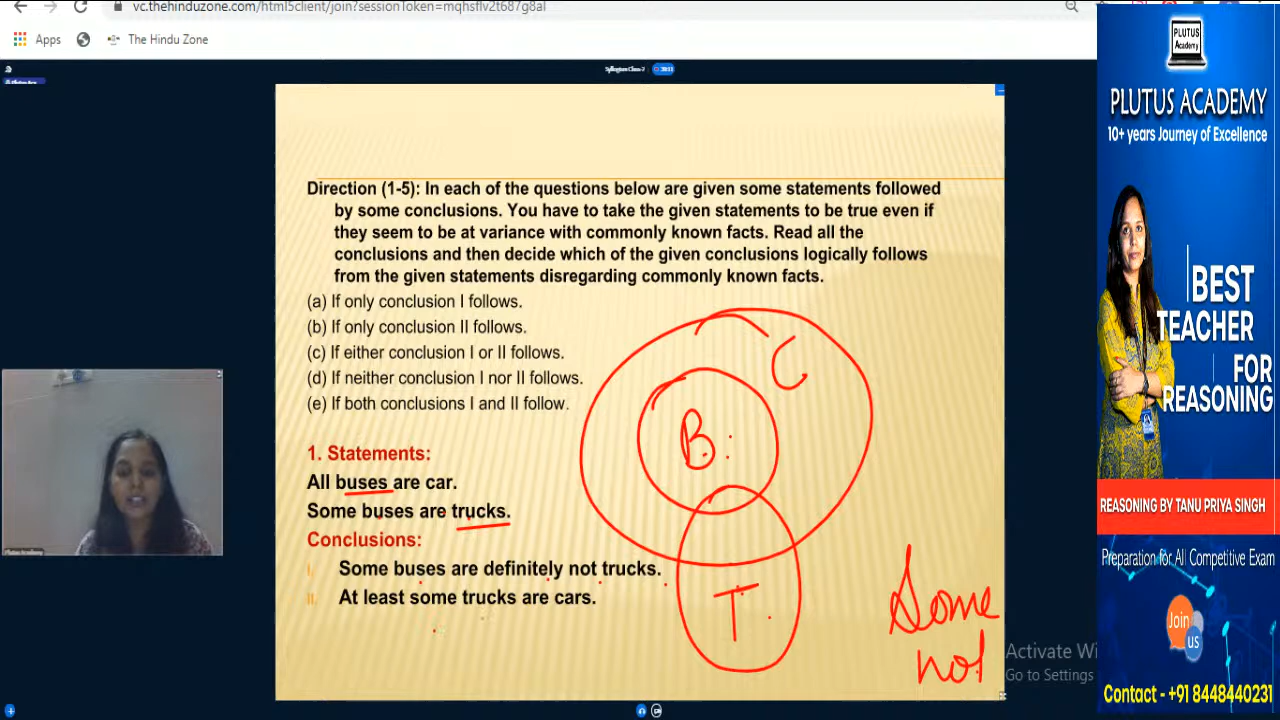 vc.thehinduzone.com/html5client/join?sessionToken=mqhsflv2t687g8al
Apps
The Hindu Zone
Syllogism Class-2
Direction (1-5): In each of the questions below are given some statements followed
by some conclusions. You have to take the given statements to be true even if
they seem to be at variance with commonly known facts. Read all the
conclusions and then decide which of the given conclusions logically follows
from the given statements disregarding commonly known facts.
(a) If only conclusion I follows.
(b) If only conclusion II follows.
(c) If either conclusion I or II follows.
(d) If neither conclusion I nor II follows.
(e) If both conclusions I and II follow.
1. Statements:
All buses are car.
Some buses are trucks.
Conclusions:
I. Some buses are definitely not trucks.
II. At least some trucks are cars.
C
B
T
Some
not
Activate Wi
Go to Settings
Plutus Academy
PLUTUS
Academy
PLUTUS ACADEMY
10+ years Journey of Excellence
BEST
TEACHER
FOR
REASONING
REASONING BY TANU PRIYA SINGH
Preparation for All Competitive Exam
Join
us
Contact - +91 8448440231